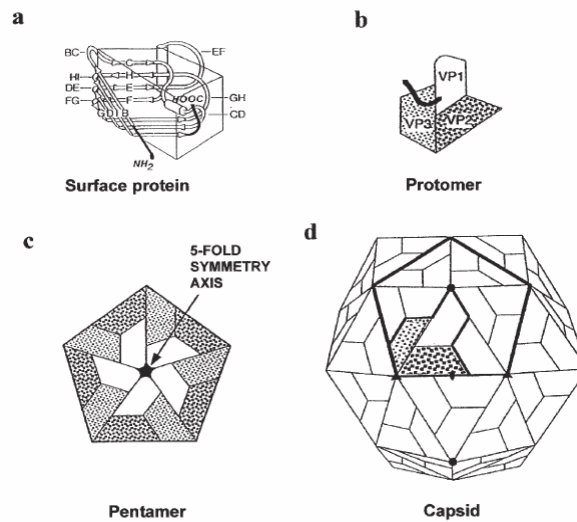 a
BC
EF
C
H
HI
E
DE
F
FG
HOOC
GH
CD
G D I B
NH2
Surface protein
b
VP1
VP3
VP2
Protomer
c
5-FOLD
SYMMETRY
AXIS
Pentamer
d
Capsid